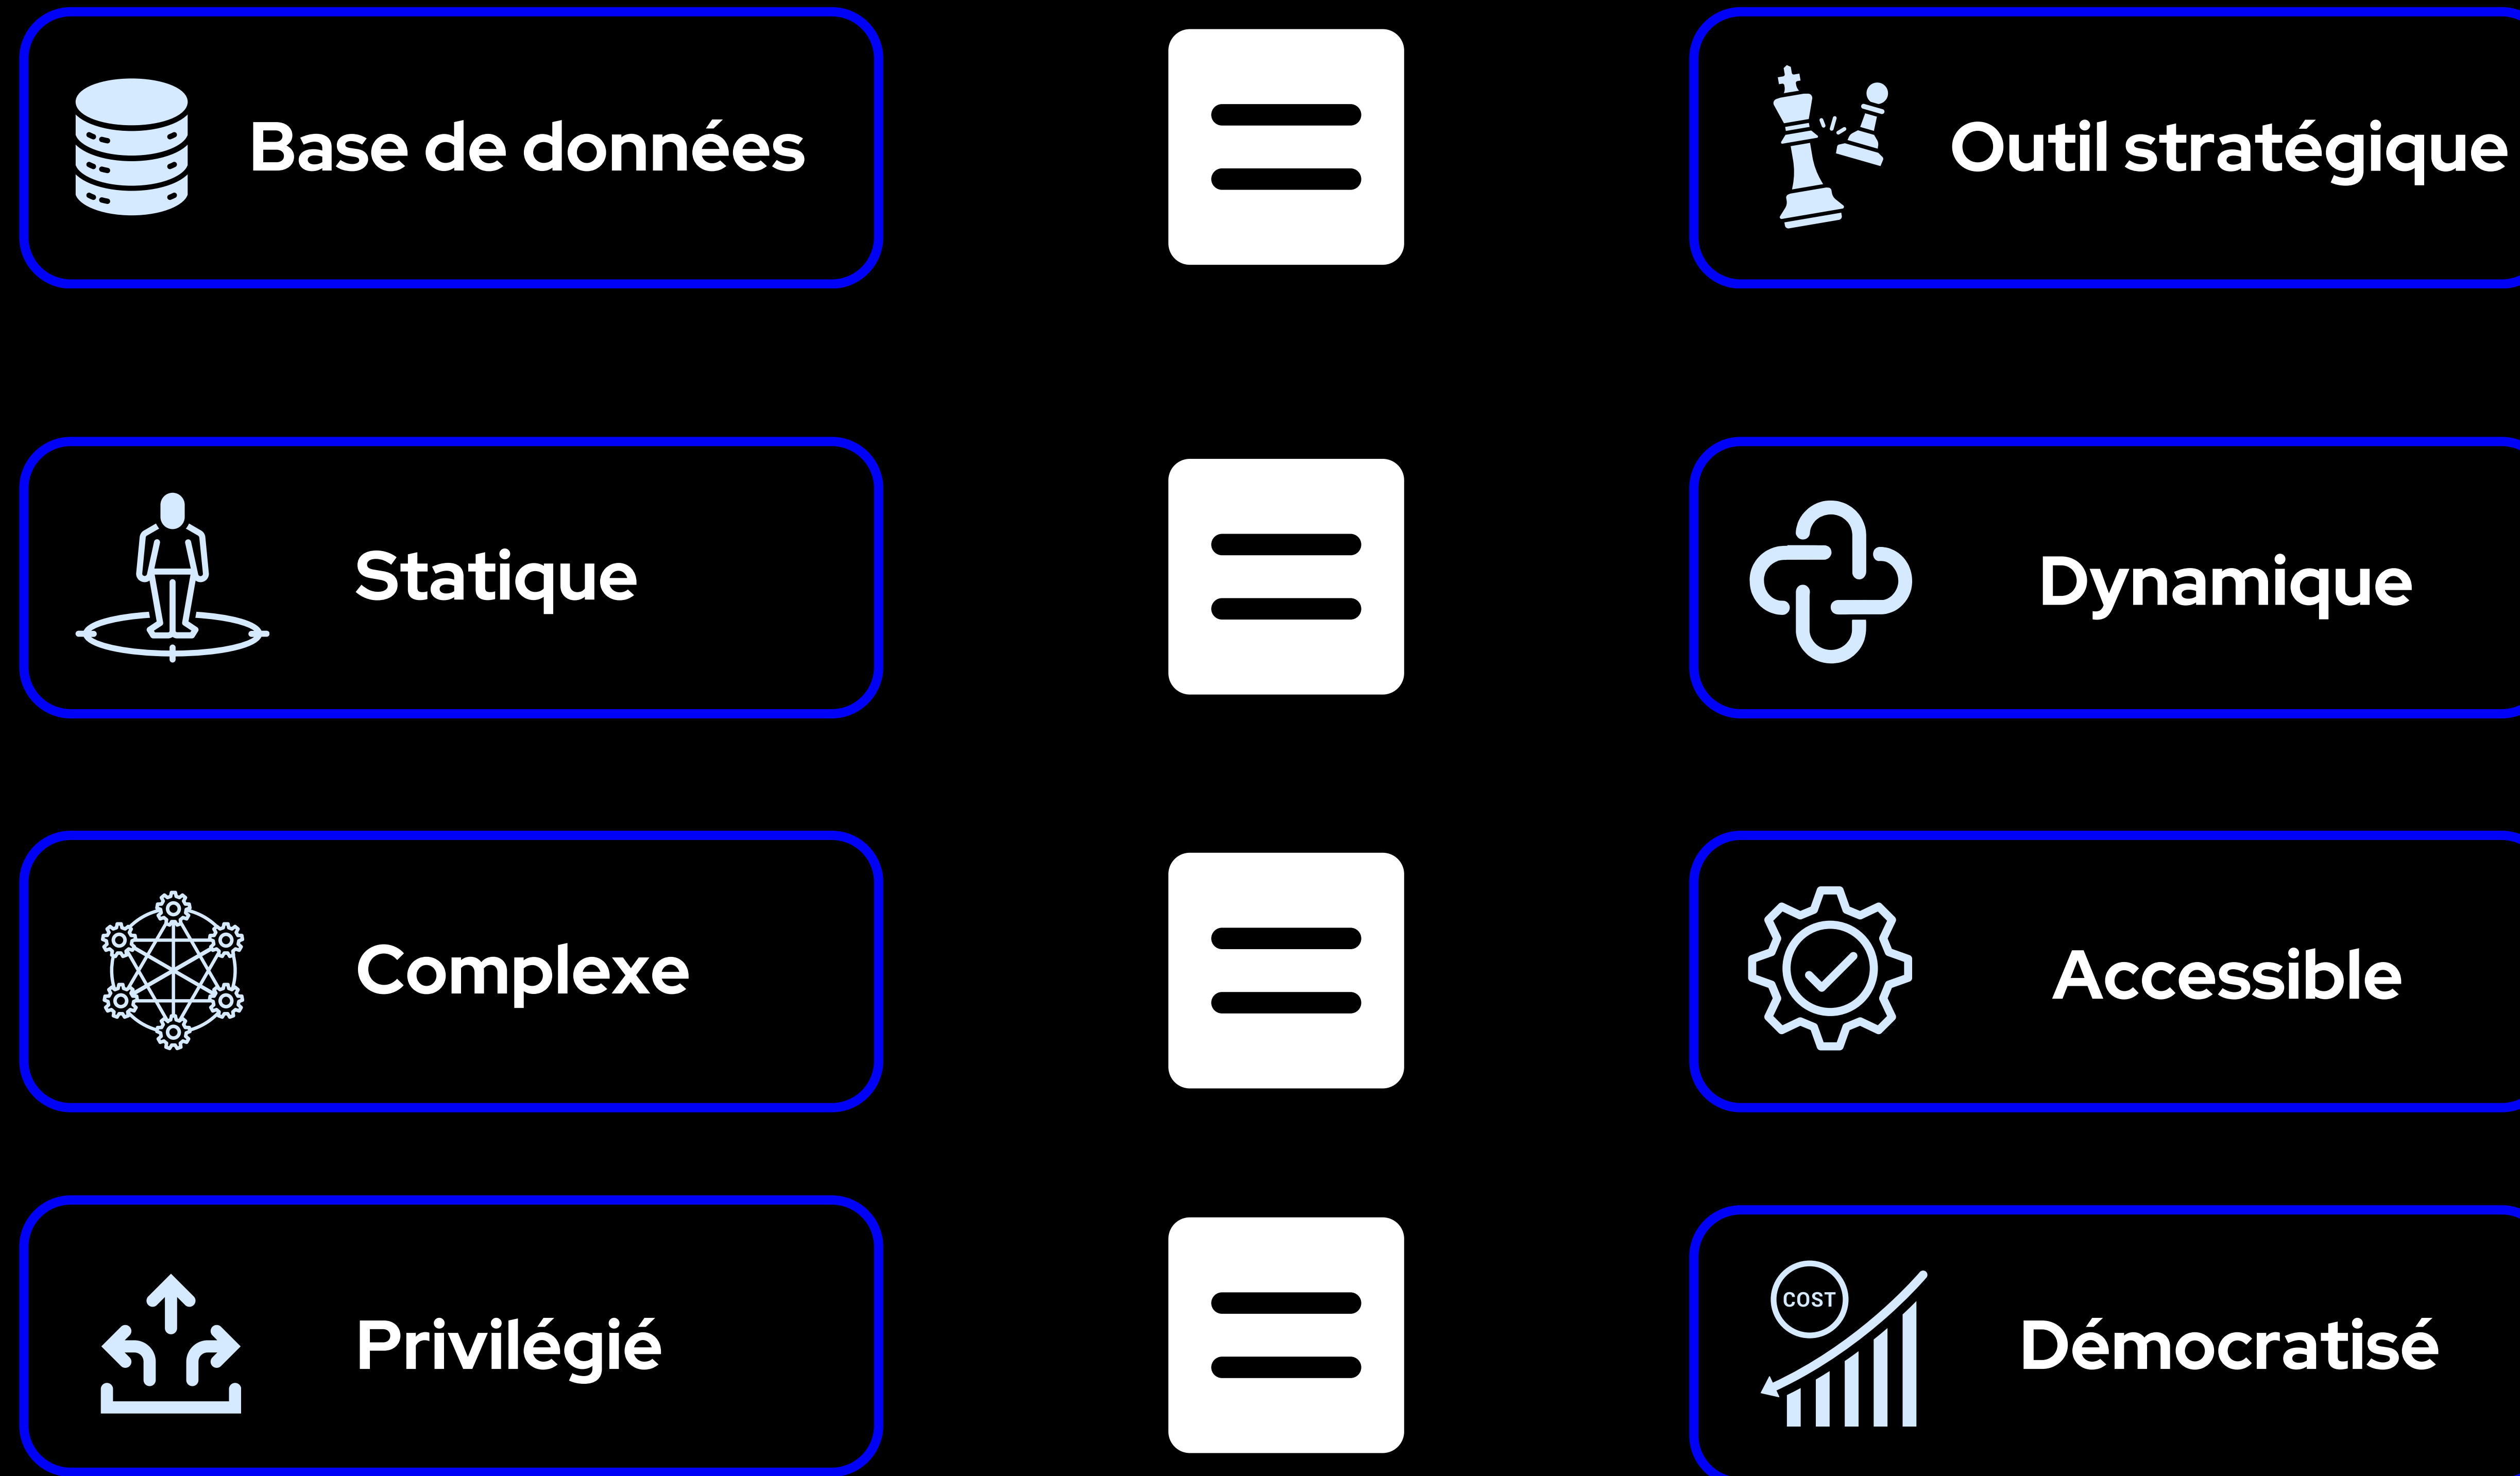 Base de données
Outil stratégique
Statique
Dynamique
Complexe
Accessible
Privilégié
COST
Démocratisé